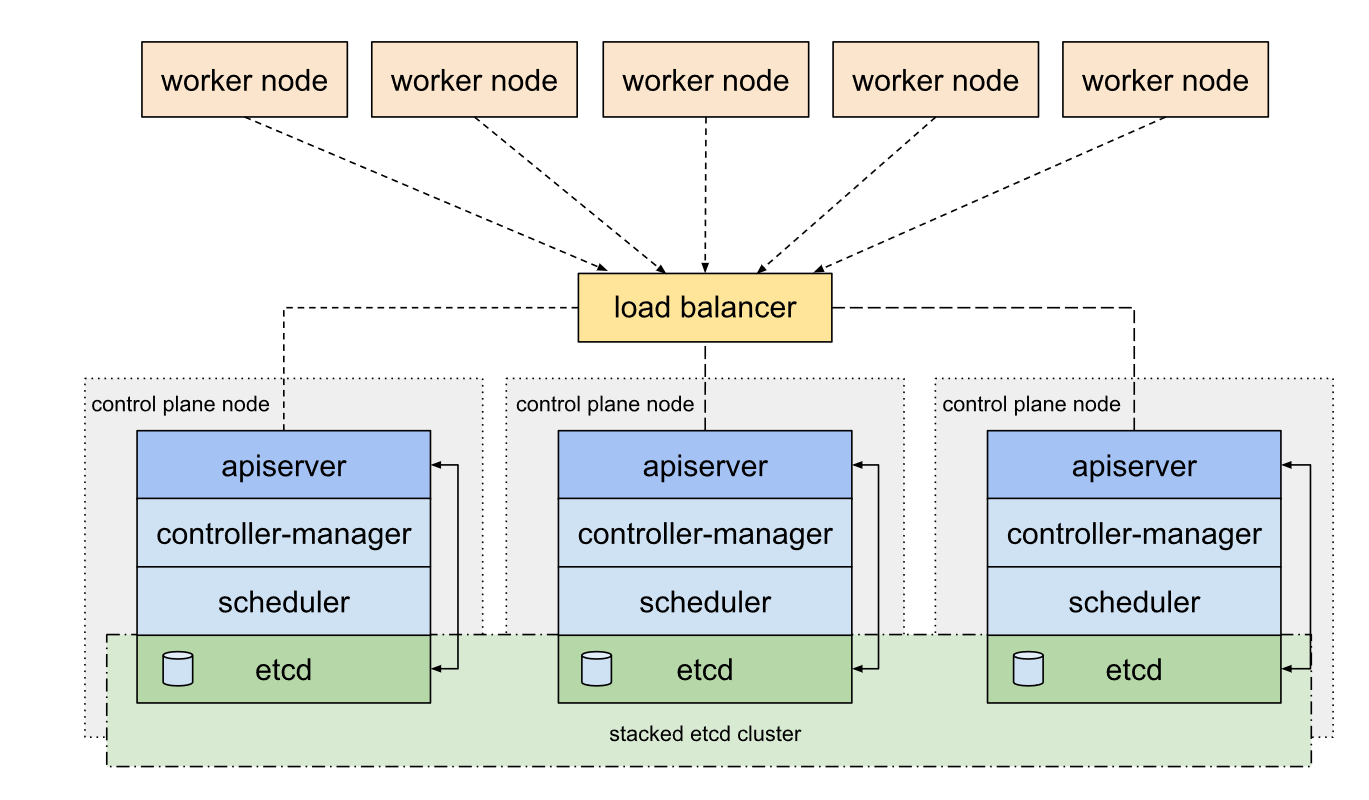 worker node
worker node
worker node
worker node
worker node
load balancer
control plane node
control plane node
control plane node
apiserver
apiserver
apiserver
controller-manager
controller-manager
controller-manager
scheduler
scheduler
scheduler
etcd
etcd
etcd
stacked etcd cluster